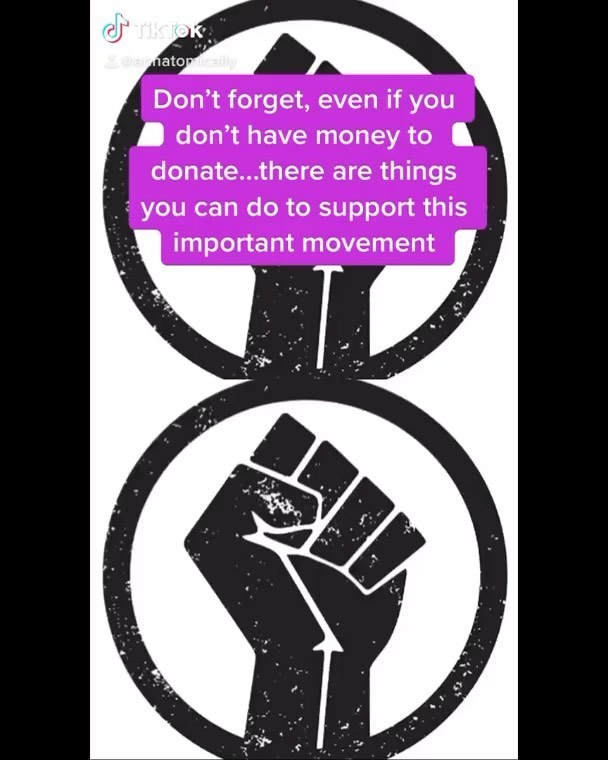 TikTok
@annatomically
Don't forget, even if you
don't have money to
donate...there are things
you can do to support this
important movement